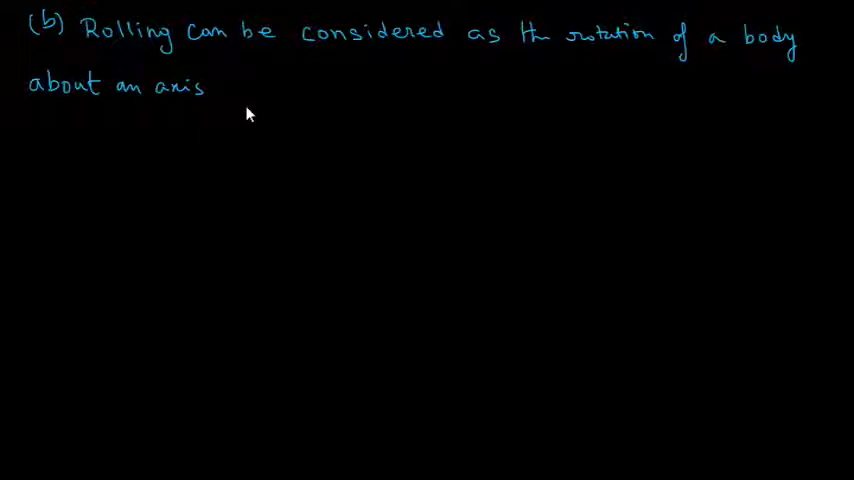 (b) Rolling can be considered as the rotation of a body
about an axis